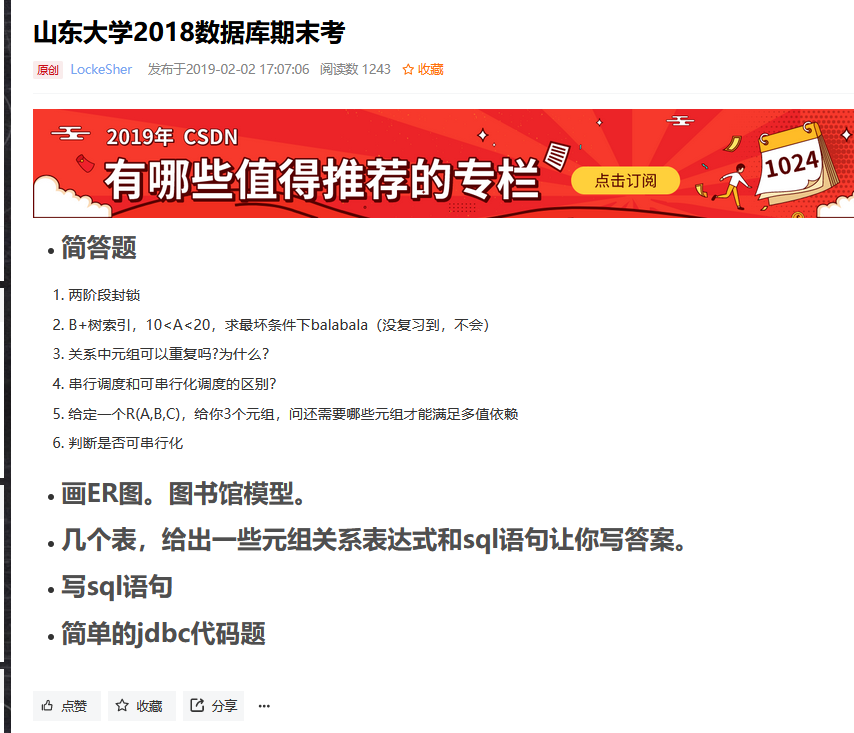 山东大学2018数据库期末考
原创 LockeSher 发布于2019-02-02 17:07:06 阅读数 1243 收藏
2019年 CSDN
有哪些值得推荐的专栏
点击订阅
1024
• 简答题
1. 两阶段封锁
2. B+树索引，10<A<20，求最坏条件下balabala（没复习到，不会）
3. 关系中元组可以重复吗?为什么?
4. 串行调度和可串行化调度的区别?
5. 给定一个R(A,B,C)，给你3个元组，问还需要哪些元组才能满足多值依赖
6. 判断是否可串行化
• 画ER图。图书馆模型。
• 几个表，给出一些元组关系表达式和sql语句让你写答案。
• 写sql语句
• 简单的jdbc代码题
点赞 收藏 分享 ···